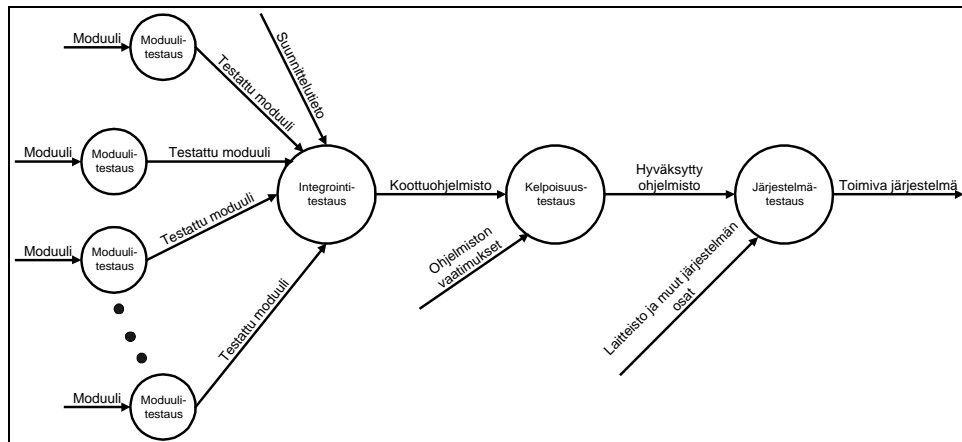 Moduuli
Moduuli-
testaus
Testattu moduuli
Suunnittelutieto
Moduuli
Moduuli-
testaus
Testattu moduuli
Integrointi-
testaus
Koottuohjelmisto
Kelpoisuus-
testaus
Hyväksytty
ohjelmisto
Järjestelmä-
testaus
Toimiva järjestelmä
Moduuli
Moduuli-
testaus
Testattu moduuli
Ohjelmiston
vaatimukset
Laitteisto ja muut järjestelmän
osat
Moduuli
Moduuli-
testaus
Testattu moduuli